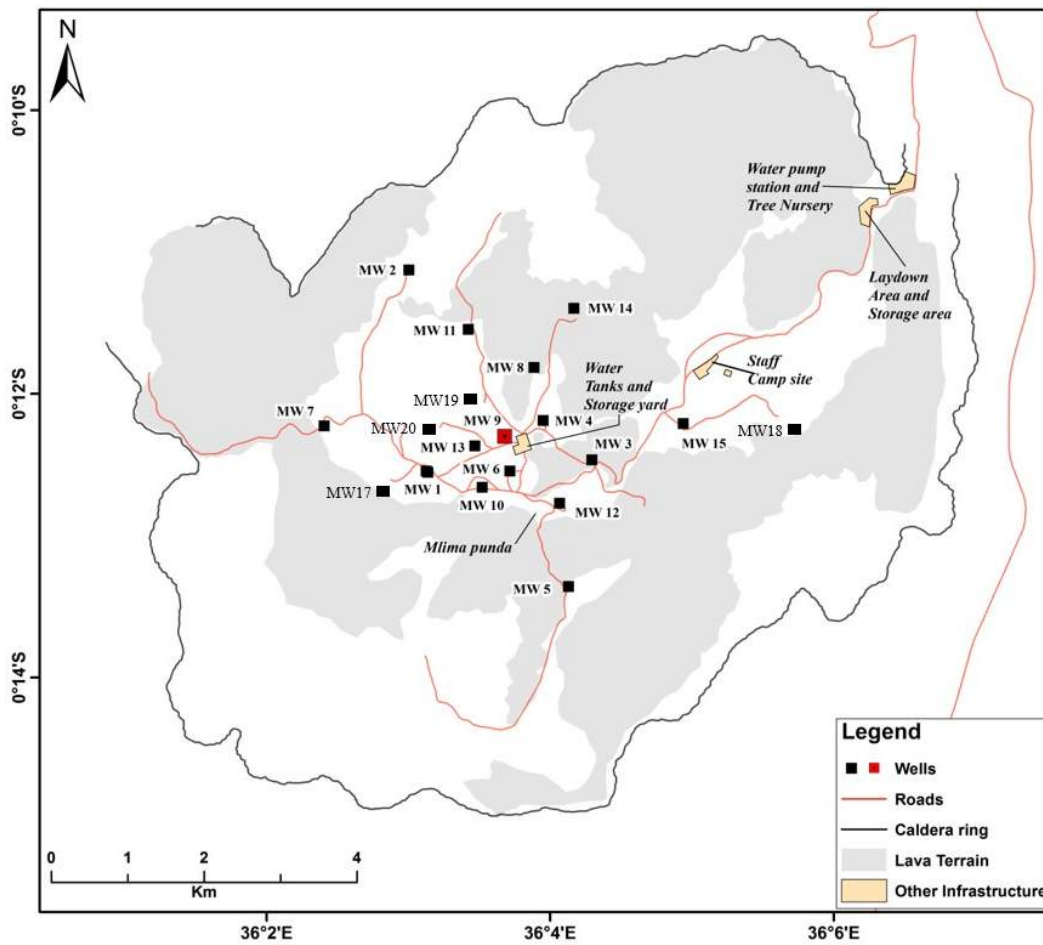 N
0°10'S
0°12'S
0°14'S
Water pump
station and
Tree Nursery
Laydown
Area and
Storage area
MW 2
MW 14
MW 11
MW 8
Water
Tanks and
Storage yard
Staff
Camp site
MW19
MW 7
MW20
MW 9
MW 4
MW 13
MW 3
MW 15
MW18
MW 6
MW 1
MW17
MW 10
MW 12
Mlima punda
MW 5
Legend
Wells
Roads
Caldera ring
Lava Terrain
Other Infrastructure
0 1 2 4
Km
36°2'E
36°4'E
36°6'E